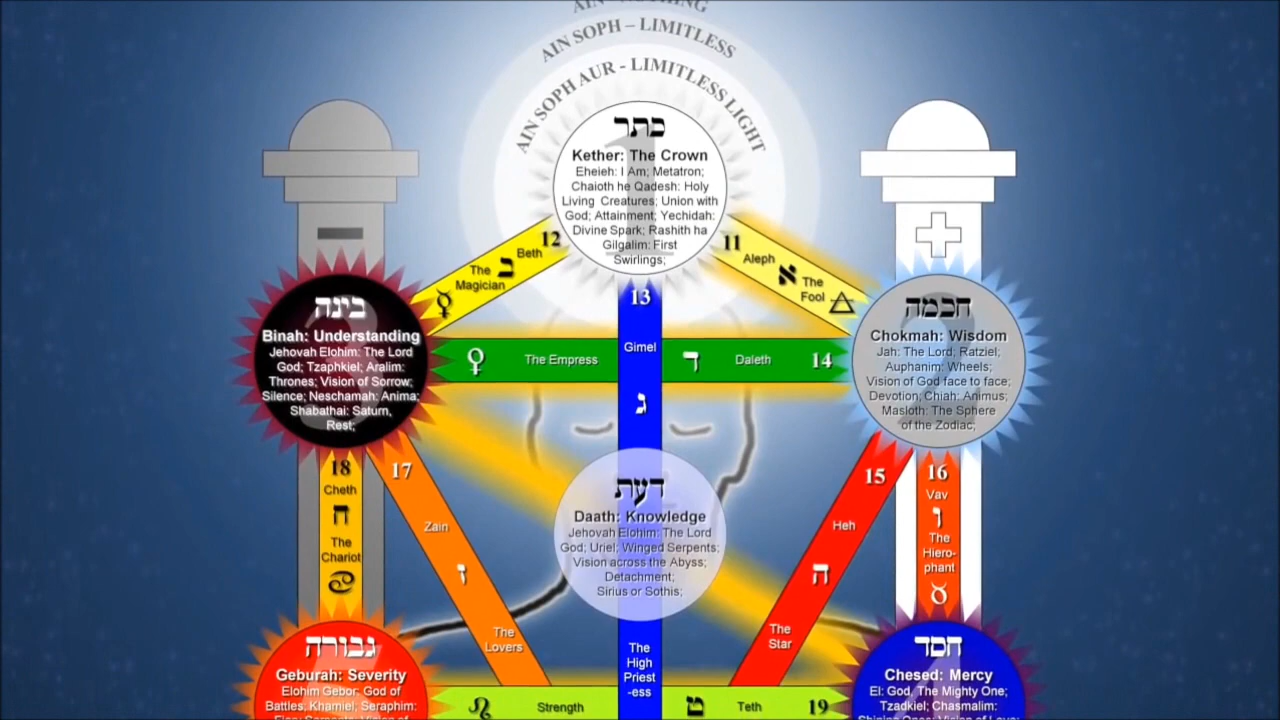 AIN SOPH – LIMITLESS
AIN SOPH AUR - LIMITLESS LIGHT
כתר
1
Kether: The Crown
Eheieh: I Am; Metatron;
Chaioth he Qadesh: Holy
Living Creatures; Union with
God; Attainment; Yechidah:
Divine Spark; Rashith ha
Gilgalim: First
Swirlings;
12
Beth
ב
The
Magician
☿
11
Aleph
א
The
Fool
🜁
בינה
3
Binah: Understanding
Jehovah Elohim: The Lord
God; Tzaphkiel; Aralim:
Thrones; Vision of Sorrow;
Silence; Neschamah: Anima;
Shabathai: Saturn,
Rest;
חכמה
2
Chokmah: Wisdom
Jah: The Lord; Ratziel;
Auphanim: Wheels;
Vision of God face to face;
Devotion; Chiah: Animus;
Masloth: The Sphere
of the Zodiac;
13
Gimel
ג
The
High
Priest
-ess
♀ The Empress
ד Daleth 14
דעת
Daath: Knowledge
Jehovah Elohim: The Lord
God; Uriel; Winged Serpents;
Vision across the Abyss;
Detachment;
Sirius or Sothis;
18
Cheth
ח
The
Chariot
♋
17
Zain
ז
The
Lovers
15
Heh
ה
The
Star
16
Vav
ו
The
Hiero-
phant
♉
גבורה
Geburah: Severity
Elohim Gebor: God of
Battles; Khamiel; Seraphim:
חסד
4
Chesed: Mercy
El: God, The Mighty One;
Tzadkiel; Chasmalim:
♌ Strength
ט Teth 19